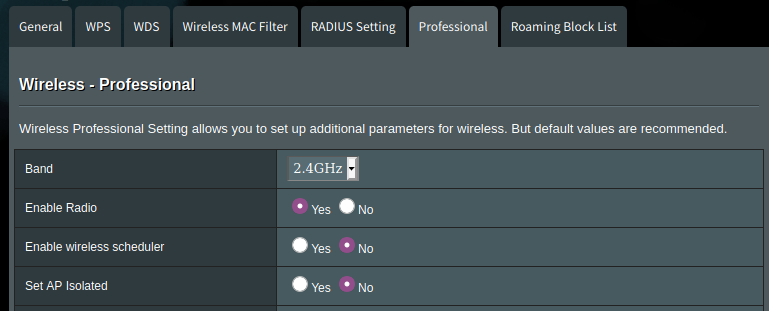 General WPS WDS Wireless MAC Filter RADIUS Setting Professional Roaming Block List
Wireless - Professional
Wireless Professional Setting allows you to set up additional parameters for wireless. But default values are recommended.
Band 2.4GHz
Enable Radio Yes No
Enable wireless scheduler Yes No
Set AP Isolated Yes No